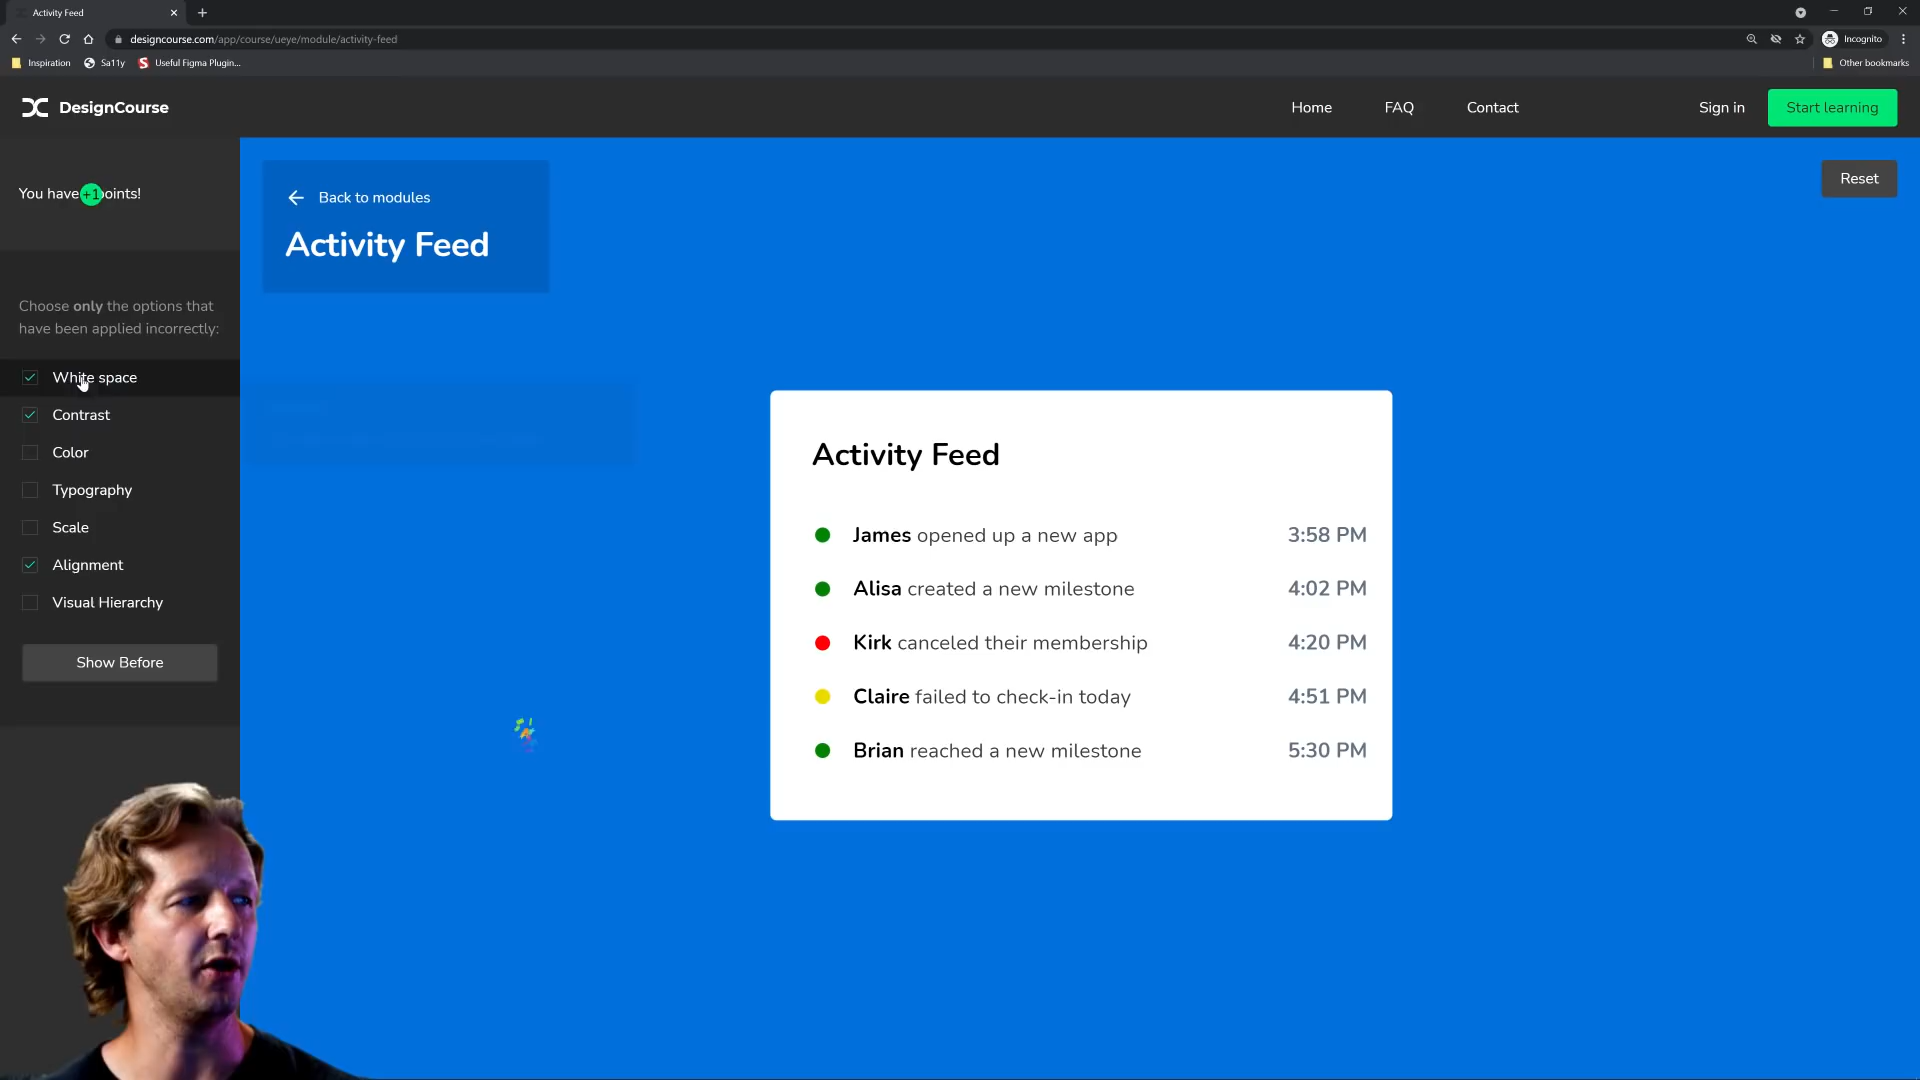 Activity Feed
designcourse.com/app/course/ueye/module/activity-feed
Incognito
Inspiration
Sa11y
Useful Figma Plugin...
Other bookmarks
DesignCourse
Home
FAQ
Contact
Sign in
Start learning
You have +1 points!
Back to modules
Activity Feed
Reset
Choose only the options that
have been applied incorrectly:
White space
Contrast
Color
Typography
Scale
Alignment
Visual Hierarchy
Show Before
Activity Feed
James opened up a new app 3:58 PM
Alisa created a new milestone 4:02 PM
Kirk canceled their membership 4:20 PM
Claire failed to check-in today 4:51 PM
Brian reached a new milestone 5:30 PM